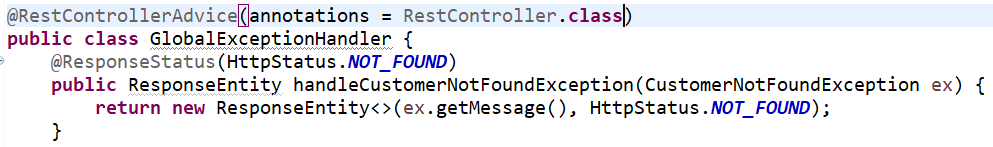 @RestControllerAdvice(annotations = RestController.class)
public class GlobalExceptionHandler {
    @ResponseStatus(HttpStatus.NOT_FOUND)
    public ResponseEntity handleCustomerNotFoundException(CustomerNotFoundException ex) {
        return new ResponseEntity<>(ex.getMessage(), HttpStatus.NOT_FOUND);
    }